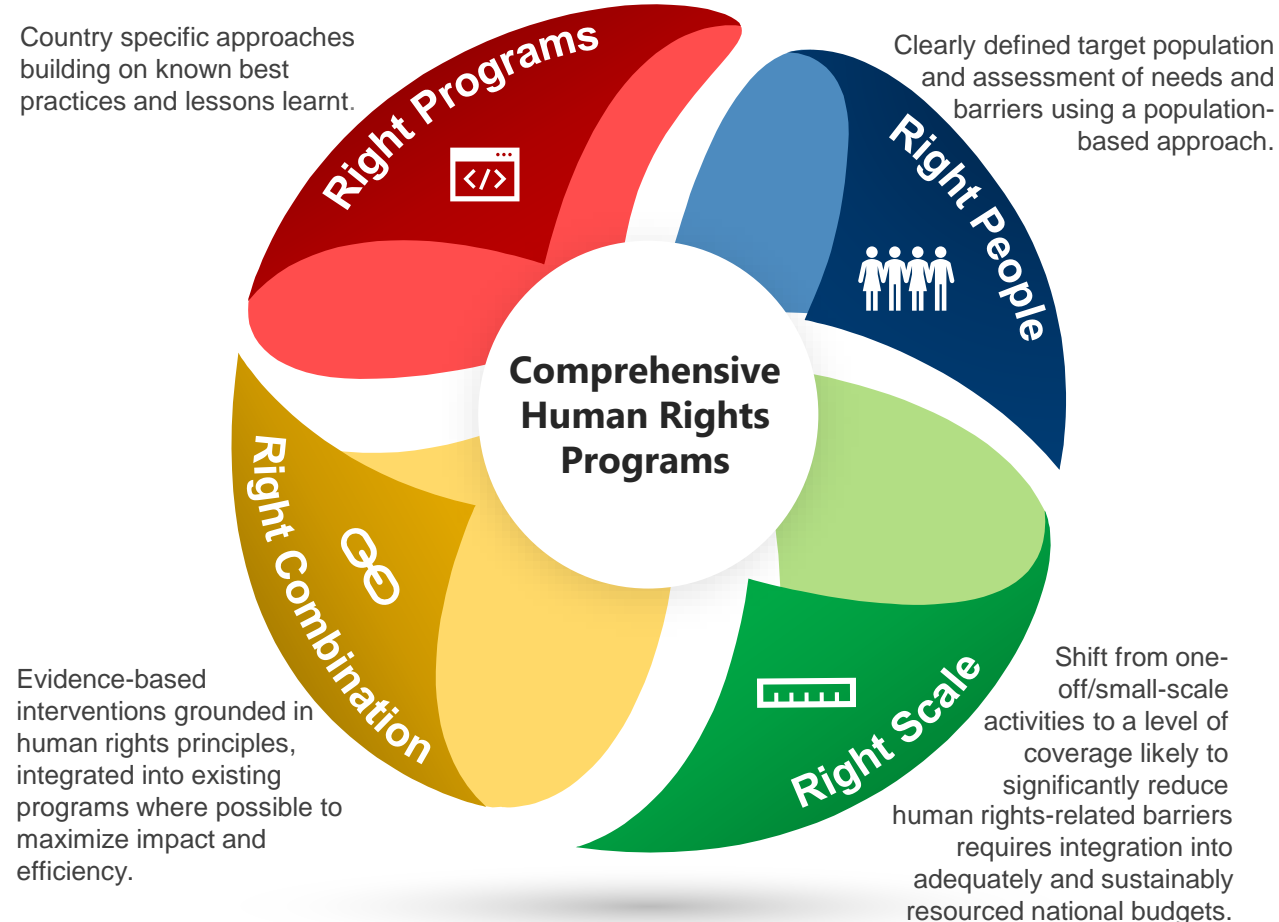 Country specific approaches
building on known best
practices and lessons learnt.
Right Programs
</>
Clearly defined target population
and assessment of needs and
barriers using a population-
based approach.
Right People
Comprehensive
Human Rights
Programs
Right Combination
Evidence-based
interventions grounded in
human rights principles,
integrated into existing
programs where possible to
maximize impact and
efficiency.
Right Scale
Shift from one-
off/small-scale
activities to a level of
coverage likely to
significantly reduce
human rights-related barriers
requires integration into
adequately and sustainably
resourced national budgets.